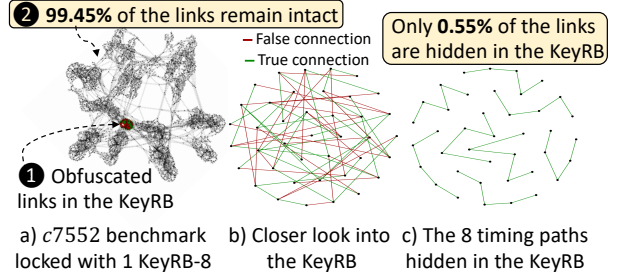 2 99.45% of the links remain intact
Only 0.55% of the links
are hidden in the KeyRB
False connection
True connection
1 Obfuscated
links in the KeyRB
a) c7552 benchmark
locked with 1 KeyRB-8
b) Closer look into
the KeyRB
c) The 8 timing paths
hidden in the KeyRB